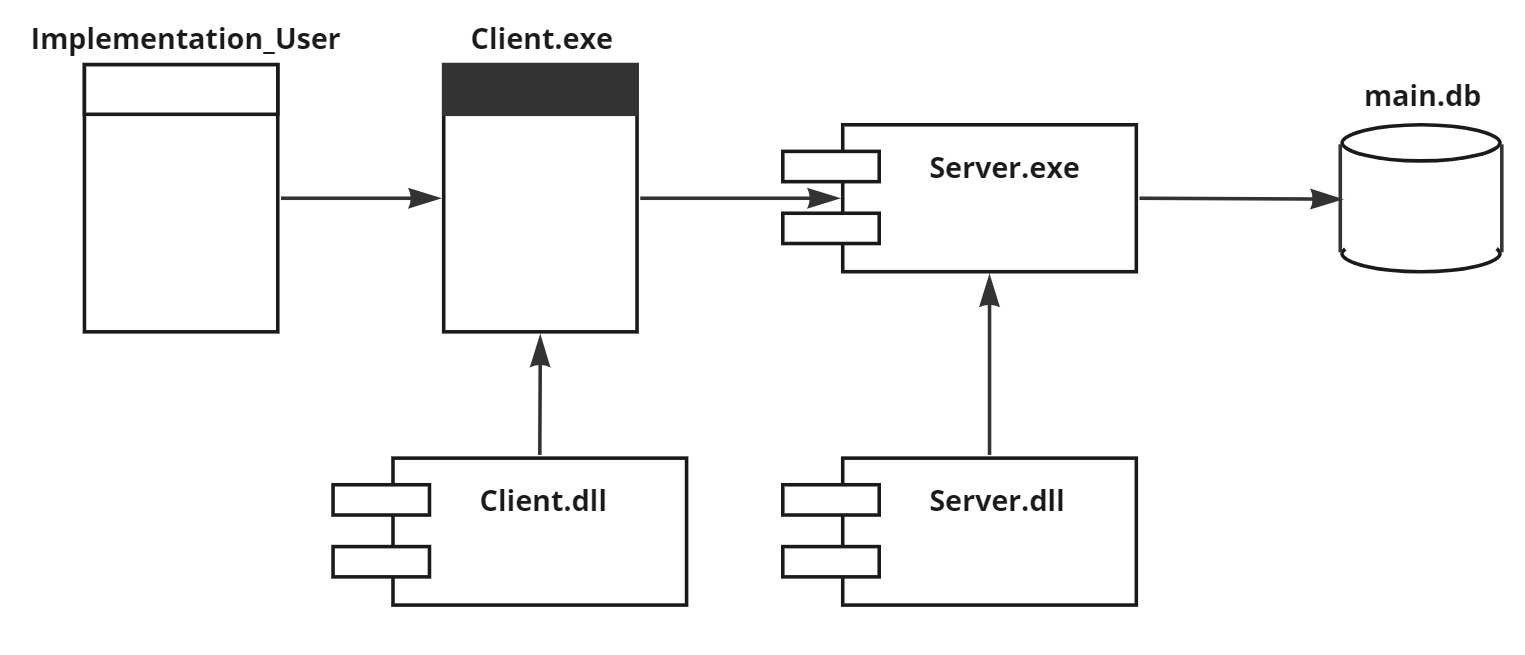 Implementation_User
Client.exe
main.db
Server.exe
Client.dll
Server.dll